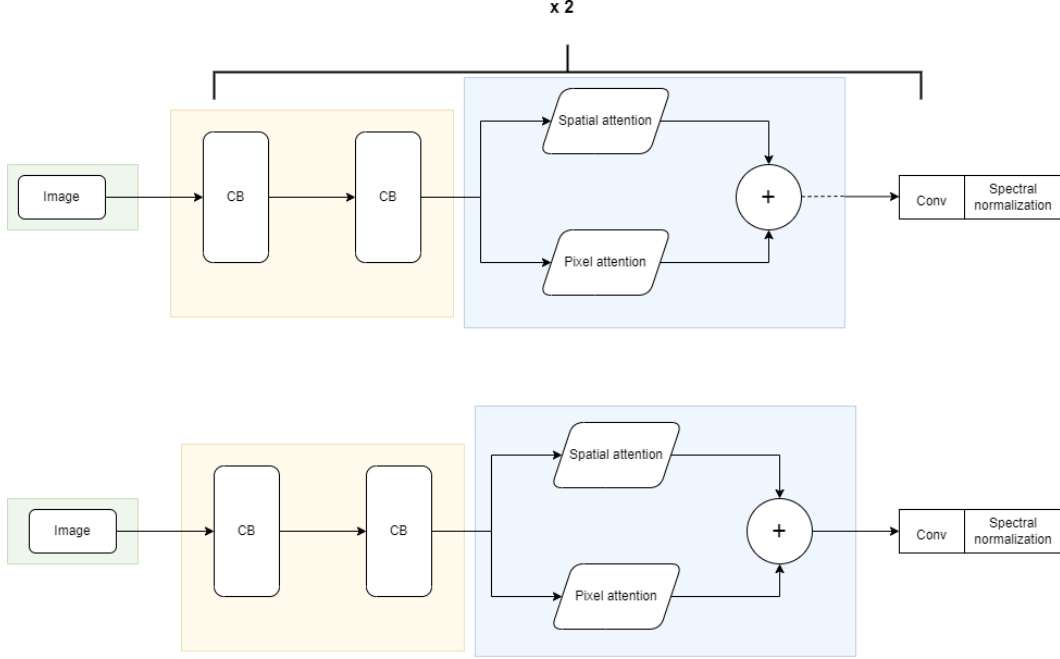 x 2
Spatial attention
Image
CB
CB
+
Conv
Spectral
normalization
Pixel attention
Spatial attention
Image
CB
CB
+
Conv
Spectral
normalization
Pixel attention